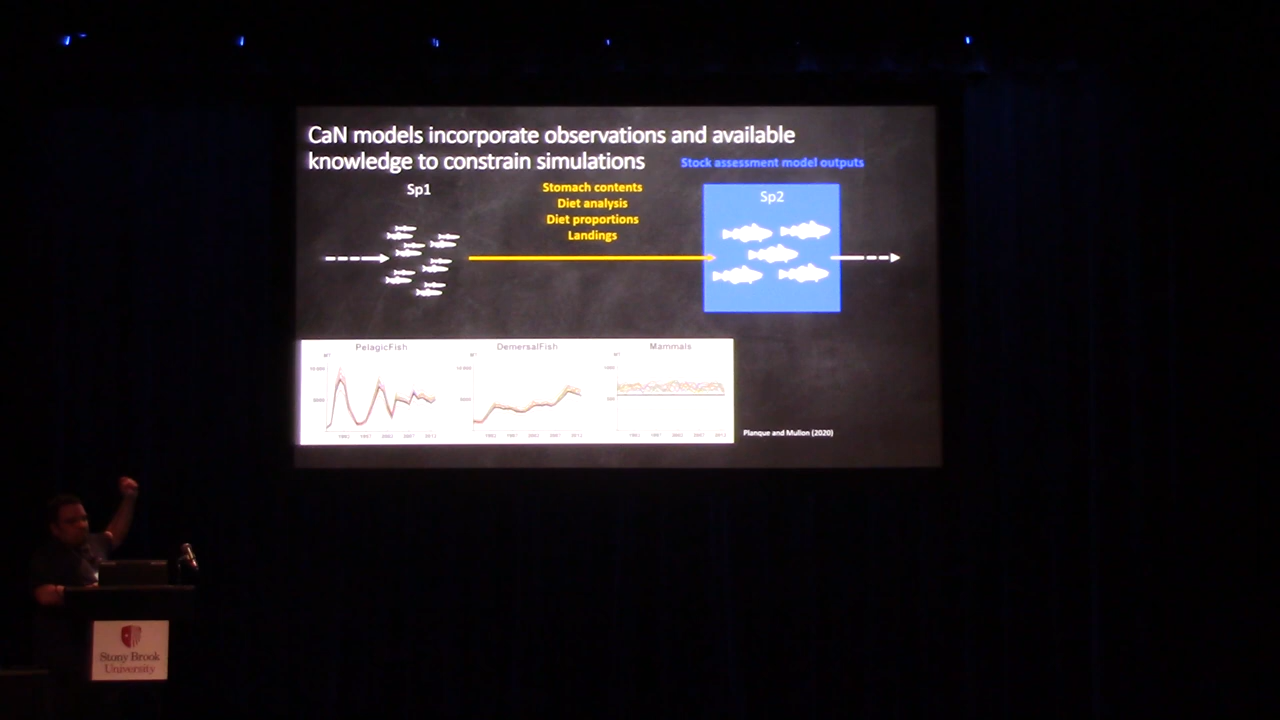 CaN models incorporate observations and available
knowledge to constrain simulations
Stock assessment model outputs
Sp1
Stomach contents
Diet analysis
Diet proportions
Landings
Sp2
PelagicFish
DemersalFish
Mammals
Planque and Mullon (2020)
Stony Brook
University